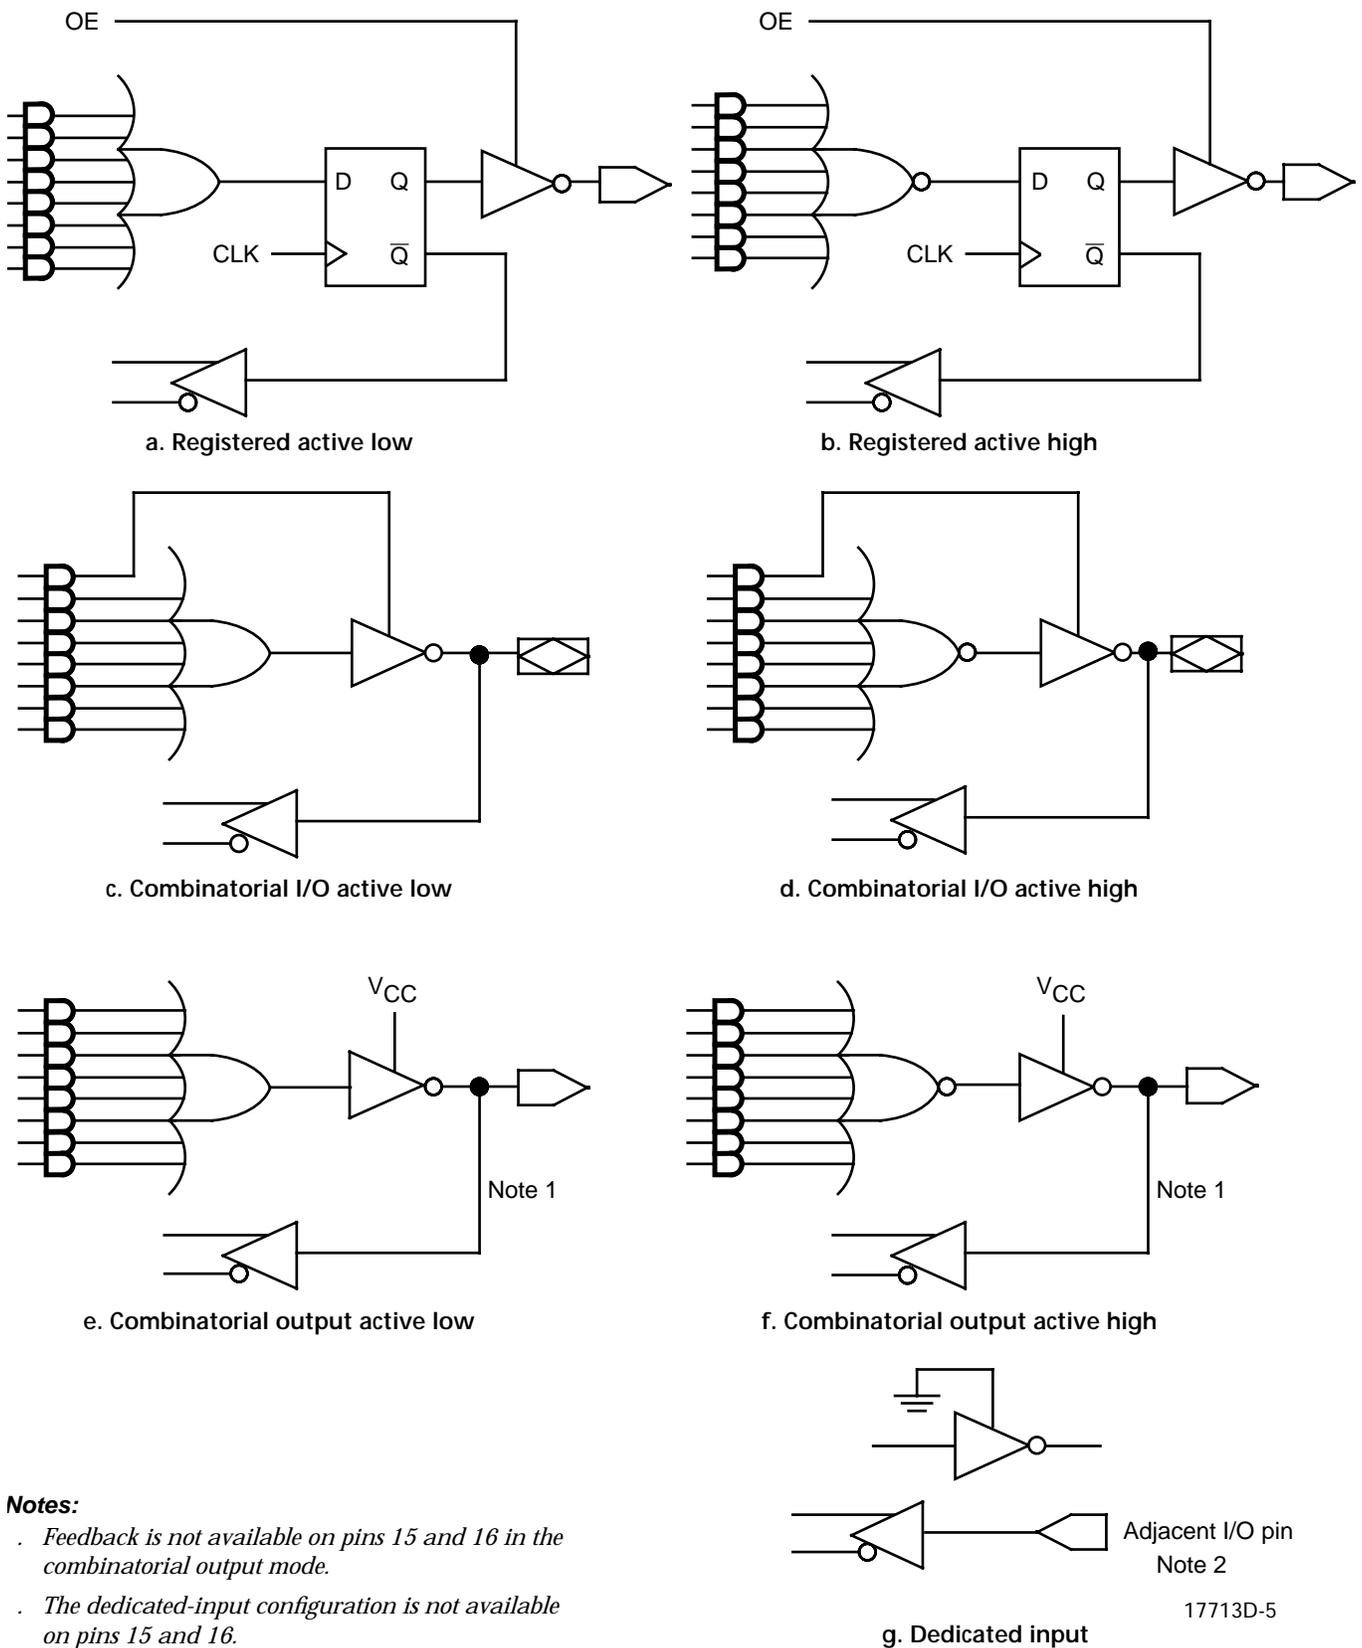 OE
OE
D Q
D Q
CLK
Q̅
CLK
Q̅
a. Registered active low
b. Registered active high
c. Combinatorial I/O active low
d. Combinatorial I/O active high
VCC
VCC
Note 1
Note 1
e. Combinatorial output active low
f. Combinatorial output active high
Notes:
. Feedback is not available on pins 15 and 16 in the
combinatorial output mode.
. The dedicated-input configuration is not available
on pins 15 and 16.
Adjacent I/O pin
Note 2
17713D-5
g. Dedicated input